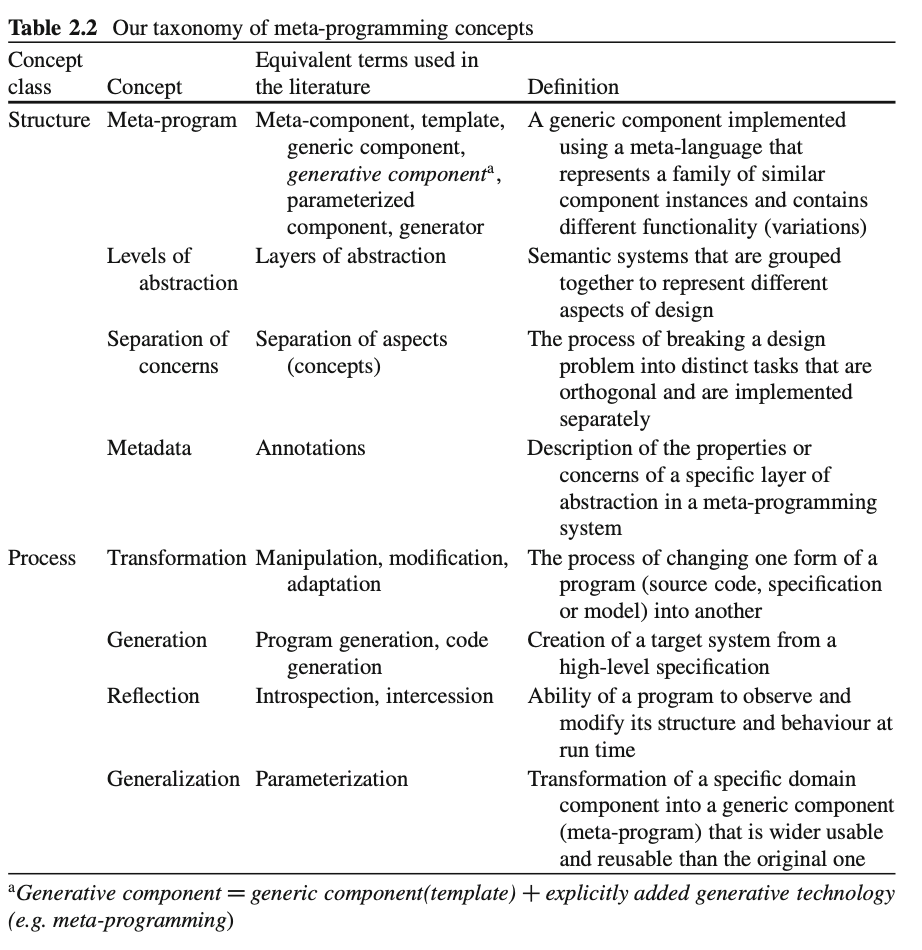 Table 2.2 Our taxonomy of meta-programming concepts
Concept class Concept Equivalent terms used in the literature Definition
Structure Meta-program Meta-component, template, generic component, generative componentᵃ, parameterized component, generator A generic component implemented using a meta-language that represents a family of similar component instances and contains different functionality (variations)
Levels of abstraction Layers of abstraction Semantic systems that are grouped together to represent different aspects of design
Separation of concerns Separation of aspects (concepts) The process of breaking a design problem into distinct tasks that are orthogonal and are implemented separately
Metadata Annotations Description of the properties or concerns of a specific layer of abstraction in a meta-programming system
Process Transformation Manipulation, modification, adaptation The process of changing one form of a program (source code, specification or model) into another
Generation Program generation, code generation Creation of a target system from a high-level specification
Reflection Introspection, intercession Ability of a program to observe and modify its structure and behaviour at run time
Generalization Parameterization Transformation of a specific domain component into a generic component (meta-program) that is wider usable and reusable than the original one
ᵃGenerative component = generic component(template) + explicitly added generative technology
(e.g. meta-programming)